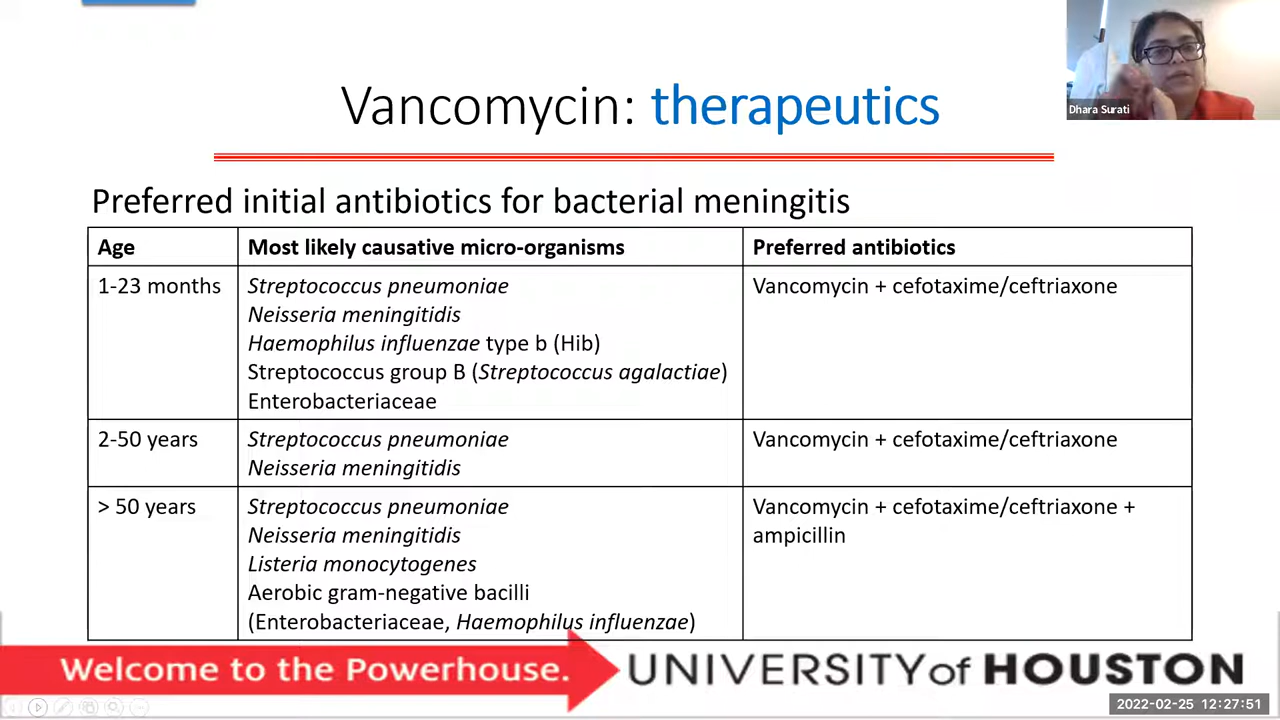 Vancomycin: therapeutics
Dhara Surati
Preferred initial antibiotics for bacterial meningitis
Age
Most likely causative micro-organisms
Preferred antibiotics
1-23 months
Streptococcus pneumoniae
Neisseria meningitidis
Haemophilus influenzae type b (Hib)
Streptococcus group B (Streptococcus agalactiae)
Enterobacteriaceae
Vancomycin + cefotaxime/ceftriaxone
2-50 years
Streptococcus pneumoniae
Neisseria meningitidis
Vancomycin + cefotaxime/ceftriaxone
> 50 years
Streptococcus pneumoniae
Neisseria meningitidis
Listeria monocytogenes
Aerobic gram-negative bacilli
(Enterobacteriaceae, Haemophilus influenzae)
Vancomycin + cefotaxime/ceftriaxone +
ampicillin
Welcome to the Powerhouse.
UNIVERSITY of HOUSTON
2022-02-25 12:27:51